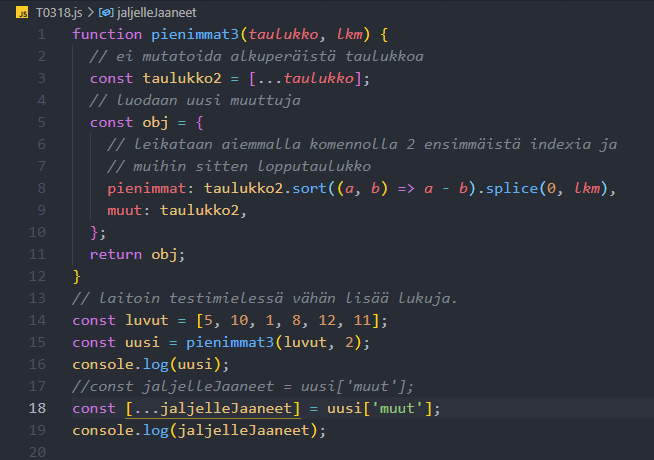 JS T0318.js > jaljelleJaaneet
1 function pienimmat3(taulukko, lkm) {
2 // ei mutatoida alkuperäistä taulukkoa
3 const taulukko2 = [...taulukko];
4 // luodaan uusi muuttuja
5 const obj = {
6 // leikataan aiemmalla komennolla 2 ensimmäistä indexia ja
7 // muihin sitten lopputaulukko
8 pienimmat: taulukko2.sort((a, b) => a - b).splice(0, lkm),
9 muut: taulukko2,
10 };
11 return obj;
12 }
13 // laitoin testimielessä vähän lisää lukuja.
14 const luvut = [5, 10, 1, 8, 12, 11];
15 const uusi = pienimmat3(luvut, 2);
16 console.log(uusi);
17 //const jaljelleJaaneet = uusi['muut'];
18 const [...jaljelleJaaneet] = uusi['muut'];
19 console.log(jaljelleJaaneet);
20